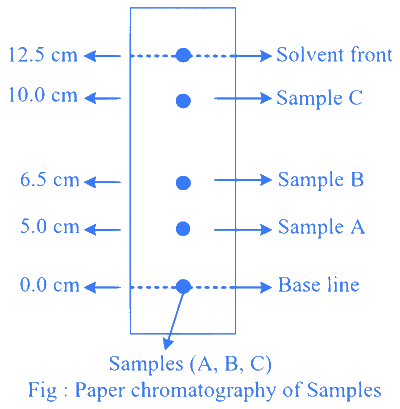 12.5 cm Solvent front
10.0 cm Sample C
6.5 cm Sample B
5.0 cm Sample A
0.0 cm Base line
Samples (A, B, C)
Fig : Paper chromatography of Samples